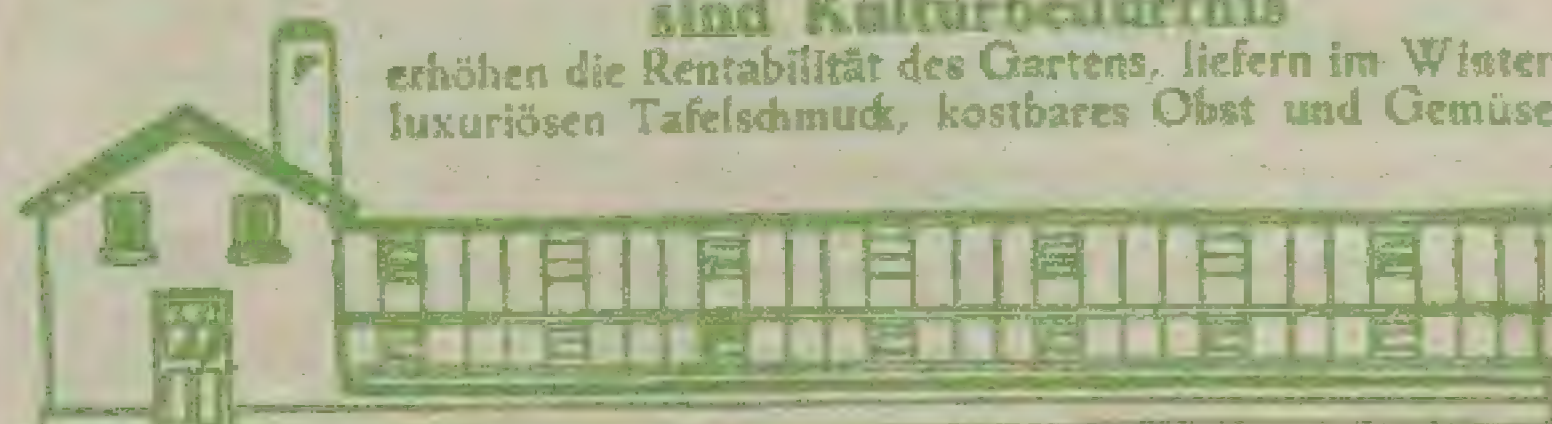 sind Kulturbedürfnis
erhöhen die Rentabilität des Gartens, liefern im Winter
luxuriösen Tafelschmuck, kostbares Obst und Gemüse